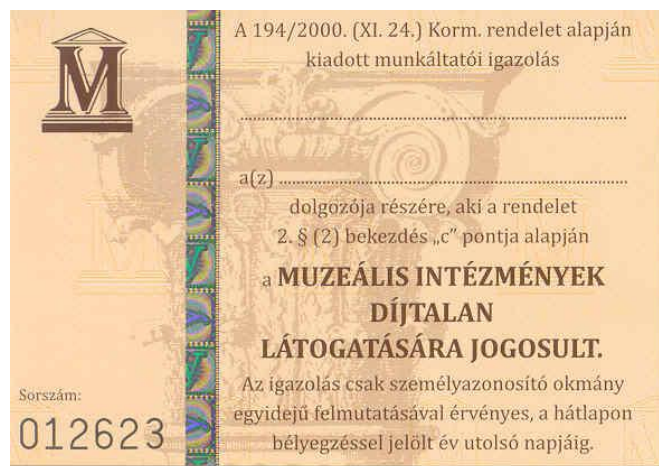 M
A 194/2000. (XI. 24.) Korm. rendelet alapján
kiadott munkáltatói igazolás
a(z)
dolgozója részére, aki a rendelet
2. § (2) bekezdés „c” pontja alapján
a MUZEÁLIS INTÉZMÉNYEK
DÍJTALAN
LÁTOGATÁSÁRA JOGOSULT.
Az igazolás csak személyazonosító okmány
egyidejű felmutatásával érvényes, a hátlapon
bélyegzéssel jelölt év utolsó napjáig.
Sorszám:
012623